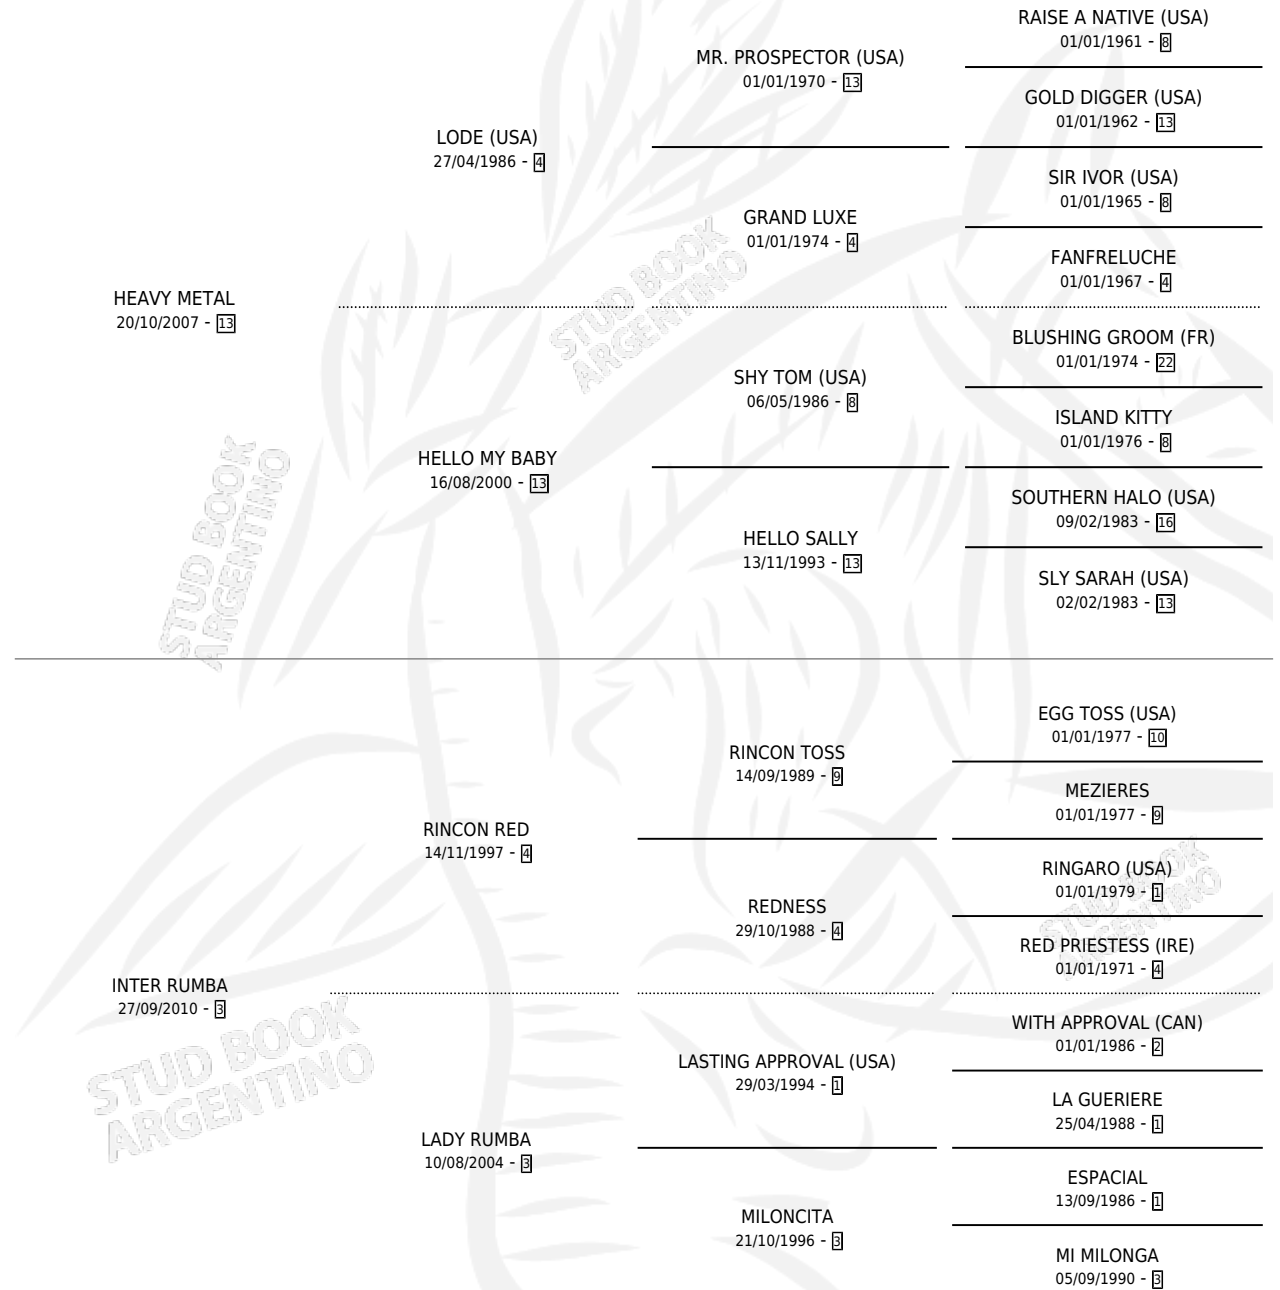 RAISE A NATIVE (USA)
01/01/1961 - 8
MR. PROSPECTOR (USA)
01/01/1970 - 13
GOLD DIGGER (USA)
01/01/1962 - 13
LODE (USA)
27/04/1986 - 4
SIR IVOR (USA)
01/01/1965 - 8
GRAND LUXE
01/01/1974 - 4
FANFRELUCHE
01/01/1967 - 4
HEAVY METAL
20/10/2007 - 13
BLUSHING GROOM (FR)
01/01/1974 - 22
SHY TOM (USA)
06/05/1986 - 8
ISLAND KITTY
01/01/1976 - 8
HELLO MY BABY
16/08/2000 - 13
SOUTHERN HALO (USA)
09/02/1983 - 16
HELLO SALLY
13/11/1993 - 13
SLY SARAH (USA)
02/02/1983 - 13
EGG TOSS (USA)
01/01/1977 - 10
RINCON TOSS
14/09/1989 - 9
MEZIERES
01/01/1977 - 9
RINCON RED
14/11/1997 - 4
RINGARO (USA)
01/01/1979 - 1
REDNESS
29/10/1988 - 4
RED PRIESTESS (IRE)
01/01/1971 - 4
INTER RUMBA
27/09/2010 - 3
WITH APPROVAL (CAN)
01/01/1986 - 2
LASTING APPROVAL (USA)
29/03/1994 - 1
LA GUERIERE
25/04/1988 - 1
LADY RUMBA
10/08/2004 - 3
ESPACIAL
13/09/1986 - 1
MILONCITA
21/10/1996 - 3
MI MILONGA
05/09/1990 - 3
STUD BOOK
ARGENTINO
STUD BOOK
ARGENTINO
STUD BOOK
ARGENTINO
STUD BOOK
ARGENTINO